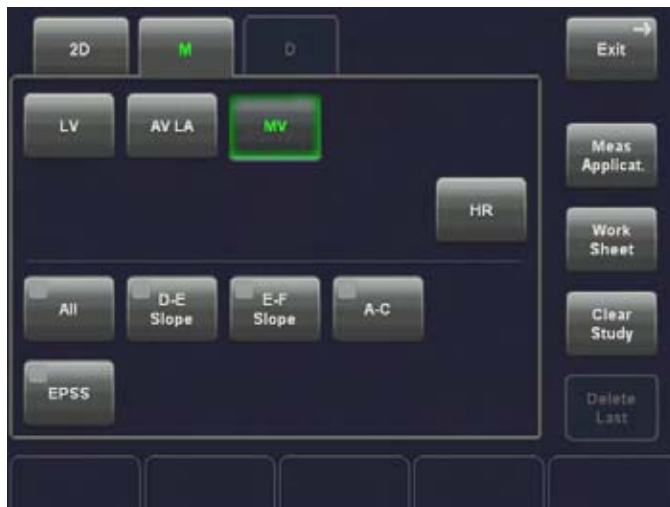 2D
M
D
Exit
LV
AV LA
MV
Meas
Applicat.
HR
Work
Sheet
All
D-E
Slope
E-F
Slope
A-C
Clear
Study
EPSS
Delete
Last